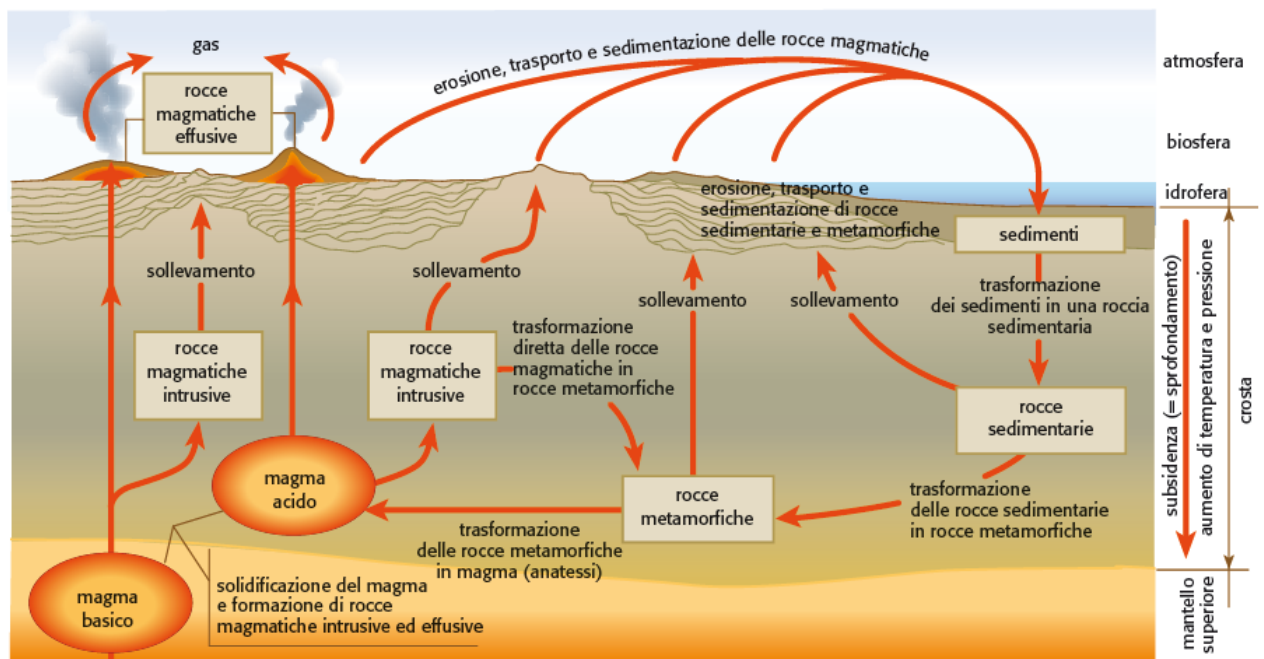 gas
erosione, trasporto e sedimentazione delle rocce magmatiche
atmosfera
rocce
magmatiche
effusive
biosfera
idrofera
erosione, trasporto e
sedimentazione di rocce
sedimentarie e metamorfiche
sedimenti
sollevamento
sollevamento
sollevamento
sollevamento
trasformazione
dei sedimenti in una roccia
sedimentaria
rocce
magmatiche
intrusive
rocce
magmatiche
intrusive
trasformazione
diretta delle rocce
magmatiche in
rocce metamorfiche
rocce
sedimentarie
subsidenza (= sprofondamento)
aumento di temperatura e pressione
crosta
magma
acido
rocce
metamorfiche
trasformazione
delle rocce sedimentarie
in rocce metamorfiche
trasformazione
delle rocce metamorfiche
in magma (anatessi)
magma
basico
solidificazione del magma
e formazione di rocce
magmatiche intrusive ed effusive
mantello
superiore